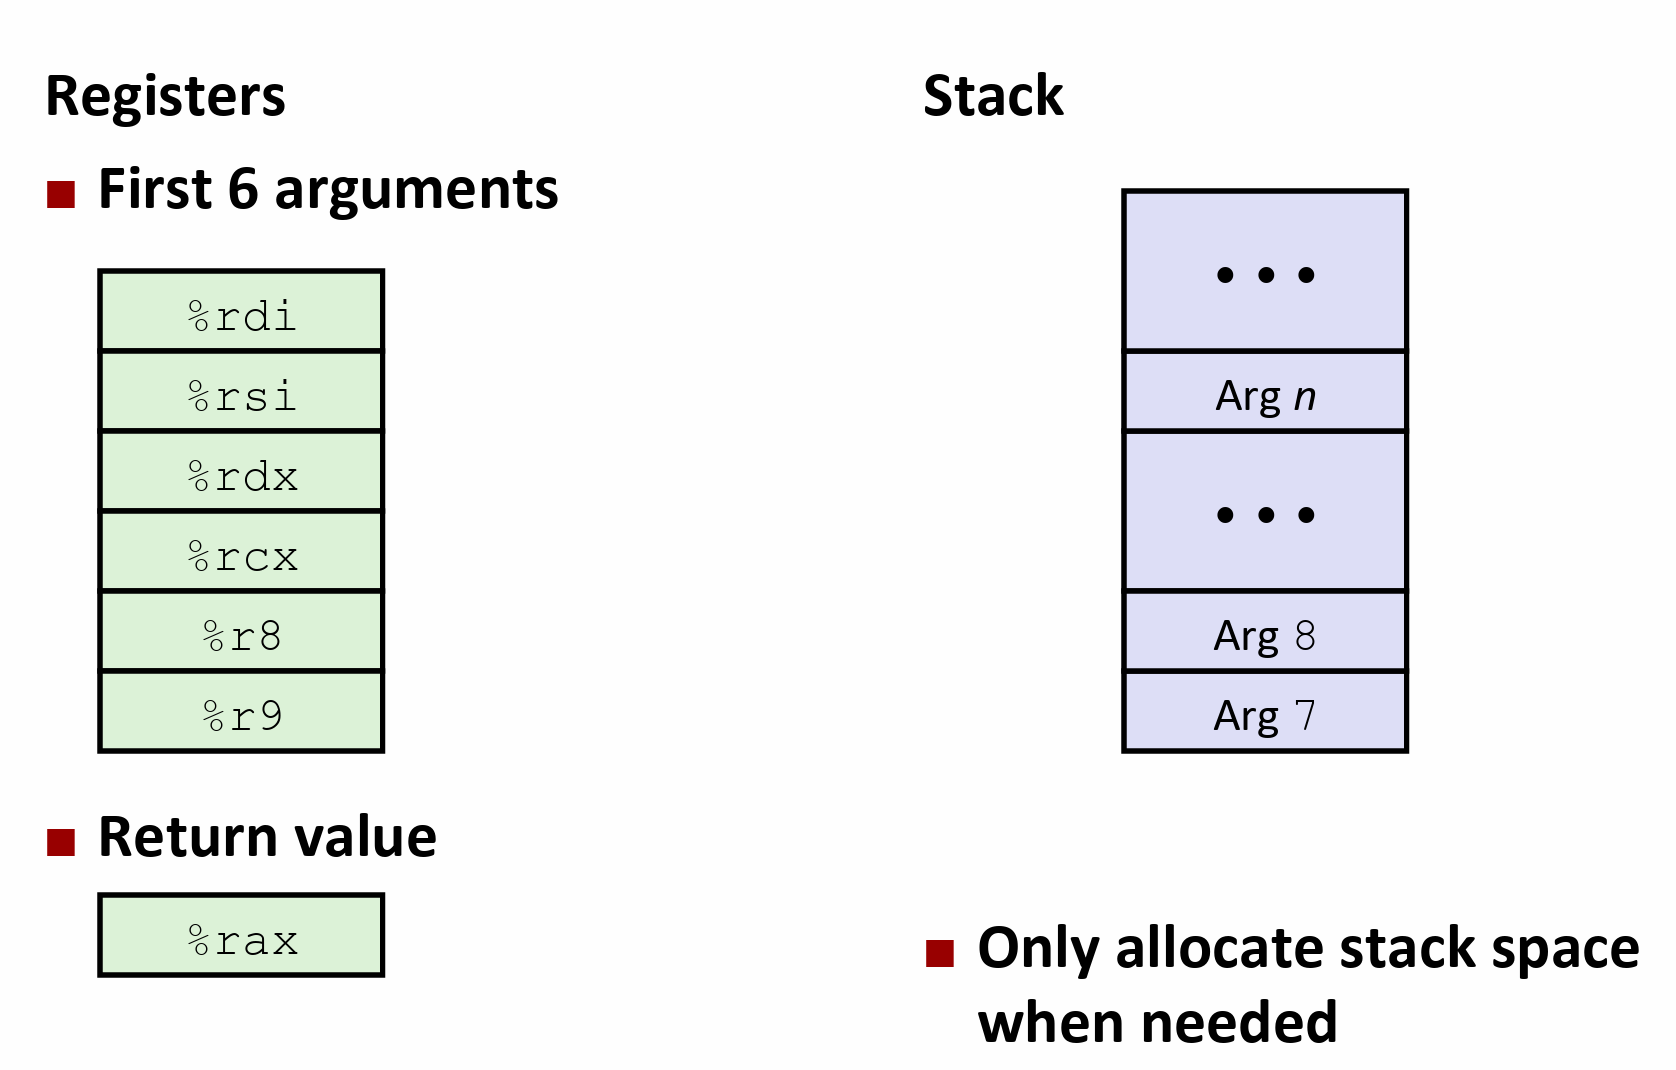 Registers
First 6 arguments
%rdi
%rsi
%rdx
%rcx
%r8
%r9
Return value
%rax
Stack
• • •
Arg n
• • •
Arg 8
Arg 7
Only allocate stack space
when needed